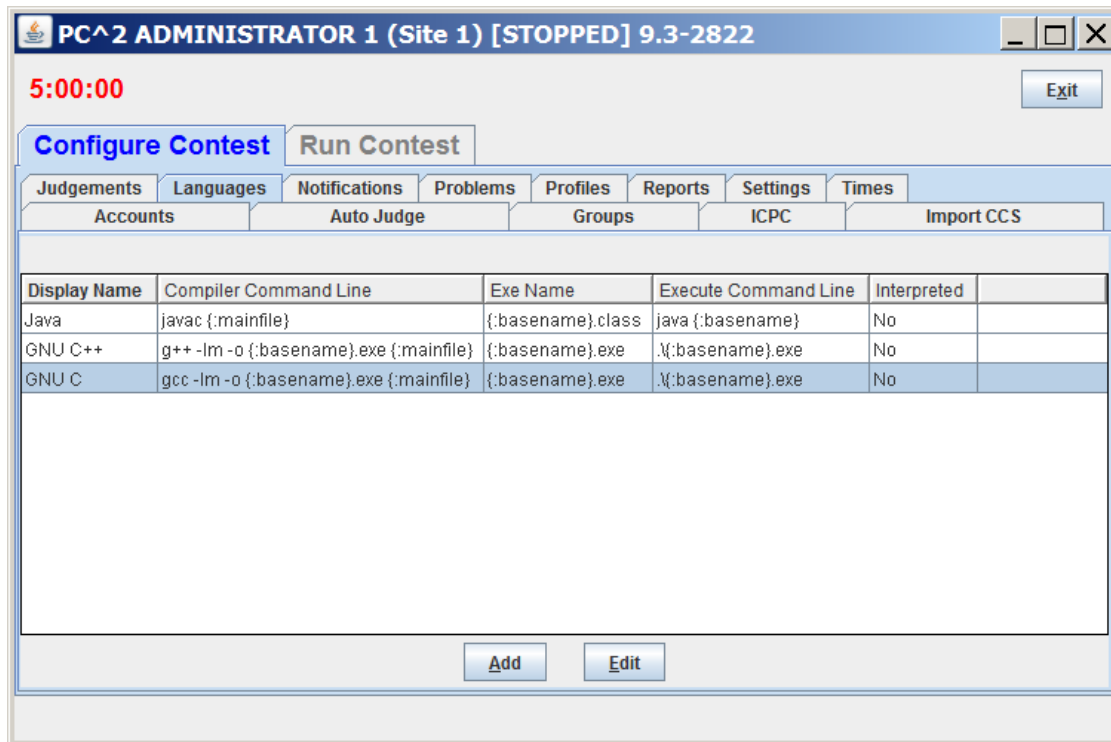 PC^2 ADMINISTRATOR 1 (Site 1) [STOPPED] 9.3-2822
5:00:00 Exit
Configure Contest Run Contest
Judgements Languages Notifications Problems Profiles Reports Settings Times
Accounts Auto Judge Groups ICPC Import CCS
Display Name Compiler Command Line Exe Name Execute Command Line Interpreted
Java javac {:mainfile} {:basename}.class java {:basename} No
GNU C++ g++ -lm -o {:basename}.exe {:mainfile} {:basename}.exe .\{:basename}.exe No
GNU C gcc -lm -o {:basename}.exe {:mainfile} {:basename}.exe .\{:basename}.exe No
Add Edit